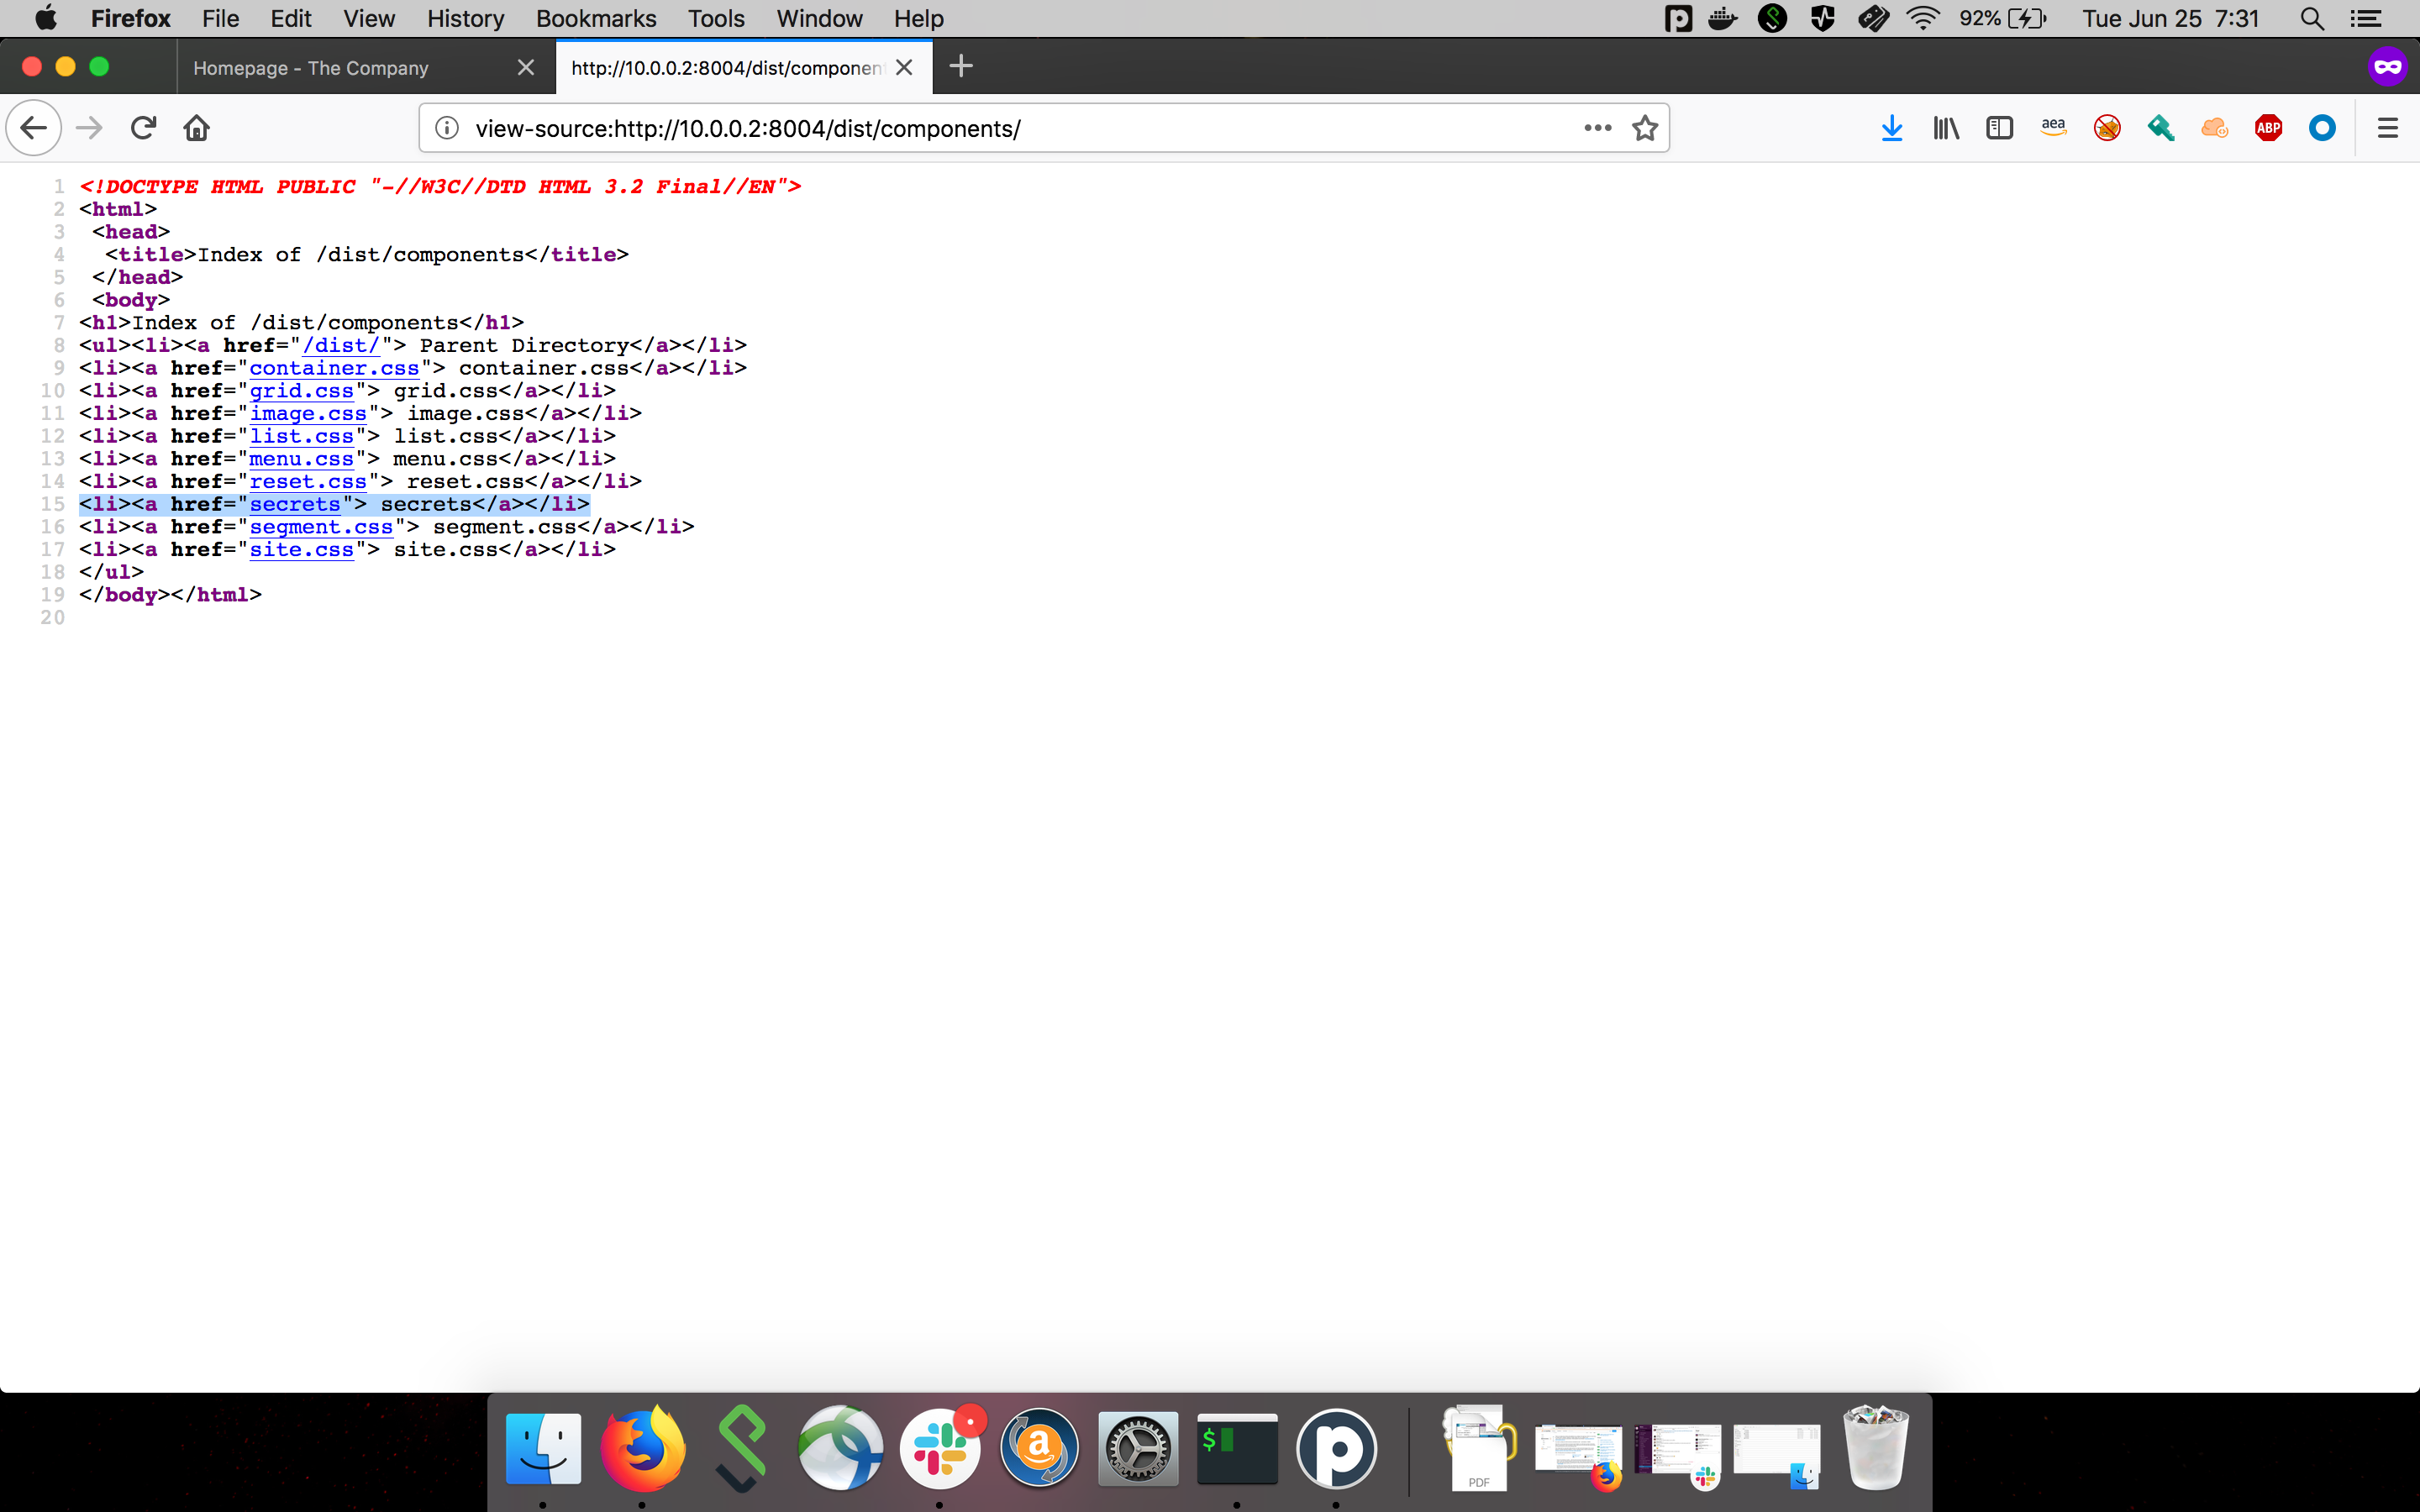 Firefox File Edit View History Bookmarks Tools Window Help 92% Tue Jun 25 7:31
Homepage - The Company http://10.0.0.2:8004/dist/componen
view-source:http://10.0.0.2:8004/dist/components/ aea ABP
1 <!DOCTYPE HTML PUBLIC "-//W3C//DTD HTML 3.2 Final//EN">
2 <html>
3 <head>
4 <title>Index of /dist/components</title>
5 </head>
6 <body>
7 <h1>Index of /dist/components</h1>
8 <ul><li><a href="/dist/"> Parent Directory</a></li>
9 <li><a href="container.css"> container.css</a></li>
10 <li><a href="grid.css"> grid.css</a></li>
11 <li><a href="image.css"> image.css</a></li>
12 <li><a href="list.css"> list.css</a></li>
13 <li><a href="menu.css"> menu.css</a></li>
14 <li><a href="reset.css"> reset.css</a></li>
15 <li><a href="secrets"> secrets</a></li>
16 <li><a href="segment.css"> segment.css</a></li>
17 <li><a href="site.css"> site.css</a></li>
18 </ul>
19 </body></html>
20
$
PDF